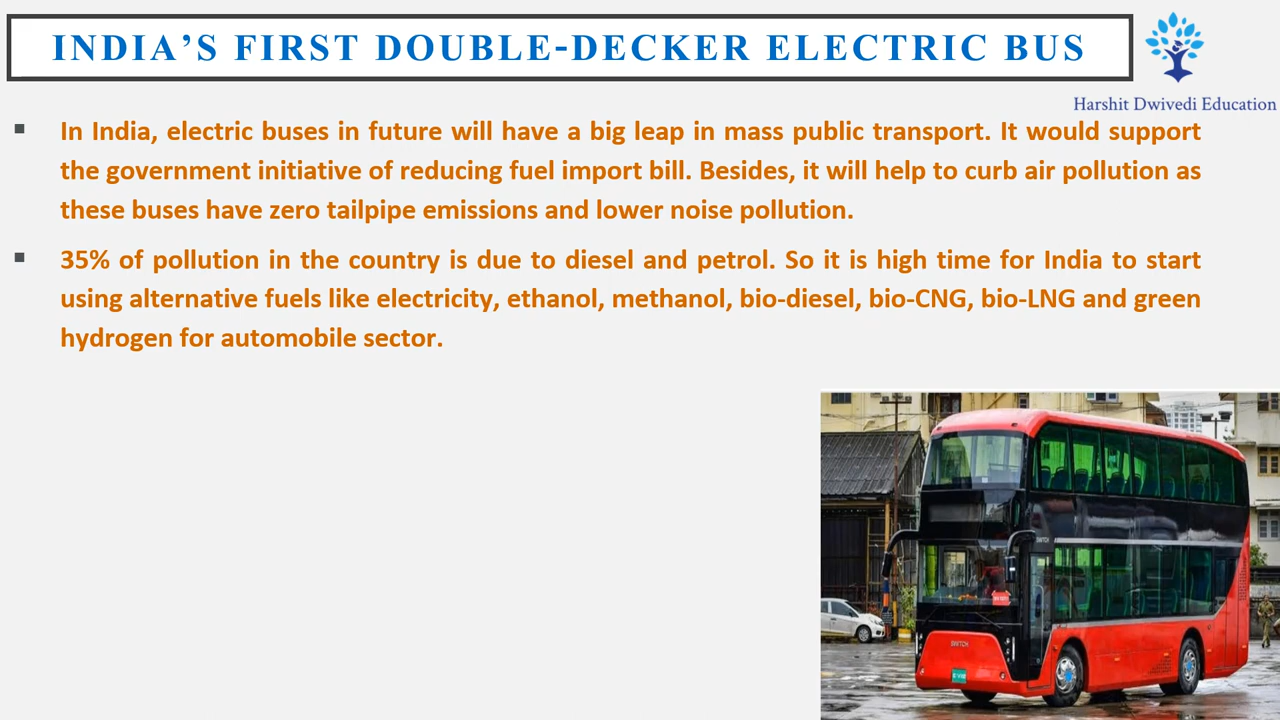 INDIA'S FIRST DOUBLE-DECKER ELECTRIC BUS
Harshit Dwivedi Education
In India, electric buses in future will have a big leap in mass public transport. It would support
the government initiative of reducing fuel import bill. Besides, it will help to curb air pollution as
these buses have zero tailpipe emissions and lower noise pollution.
35% of pollution in the country is due to diesel and petrol. So it is high time for India to start
using alternative fuels like electricity, ethanol, methanol, bio-diesel, bio-CNG, bio-LNG and green
hydrogen for automobile sector.
SWITCH
SWITCH